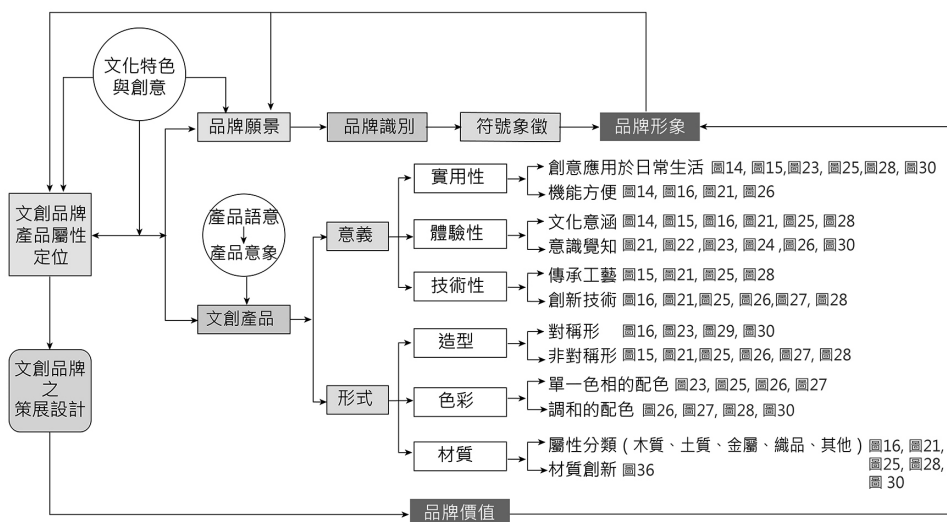 文化特色
與創意
品牌願景
品牌識別
符號象徵
品牌形象
文創品牌
產品屬性
定位
產品語意
產品意象
文創產品
意義
實用性
創意應用於日常生活 圖14, 圖15,圖23, 圖25,圖28, 圖30
機能方便 圖14, 圖16, 圖21, 圖26
體驗性
文化意涵 圖14, 圖15, 圖16, 圖21, 圖25, 圖28
意識覺知 圖21, 圖22, 圖23, 圖24, 圖26, 圖30
技術性
傳承工藝 圖15, 圖21, 圖25, 圖28
創新技術 圖16, 圖21,圖25, 圖26,圖27, 圖28
形式
造型
對稱形 圖16, 圖23, 圖29, 圖30
非對稱形 圖15, 圖21,圖25, 圖26, 圖27, 圖28
色彩
單一色相的配色 圖23, 圖25, 圖26, 圖27
調和的配色 圖26, 圖27, 圖28, 圖30
材質
屬性分類 ( 木質、土質、金屬、織品、其他 ) 圖16, 圖21,
圖25, 圖28,
圖 30
材質創新 圖36
文創品牌
之
策展設計
品牌價值